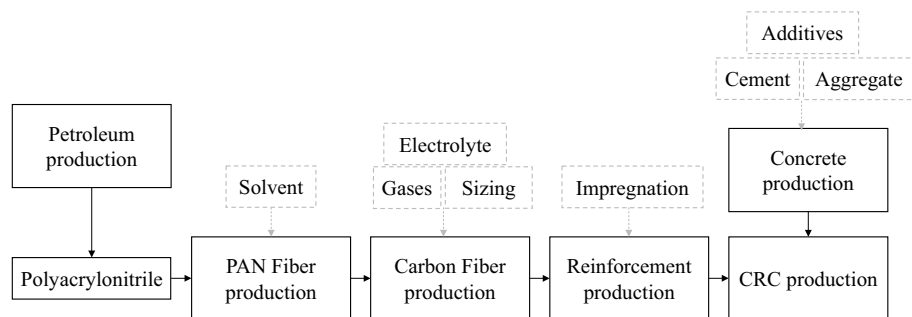 Additives
Cement
Aggregate
Petroleum
production
Electrolyte
Concrete
production
Solvent
Gases
Sizing
Impregnation
Polyacrylonitrile
PAN Fiber
production
Carbon Fiber
production
Reinforcement
production
CRC production